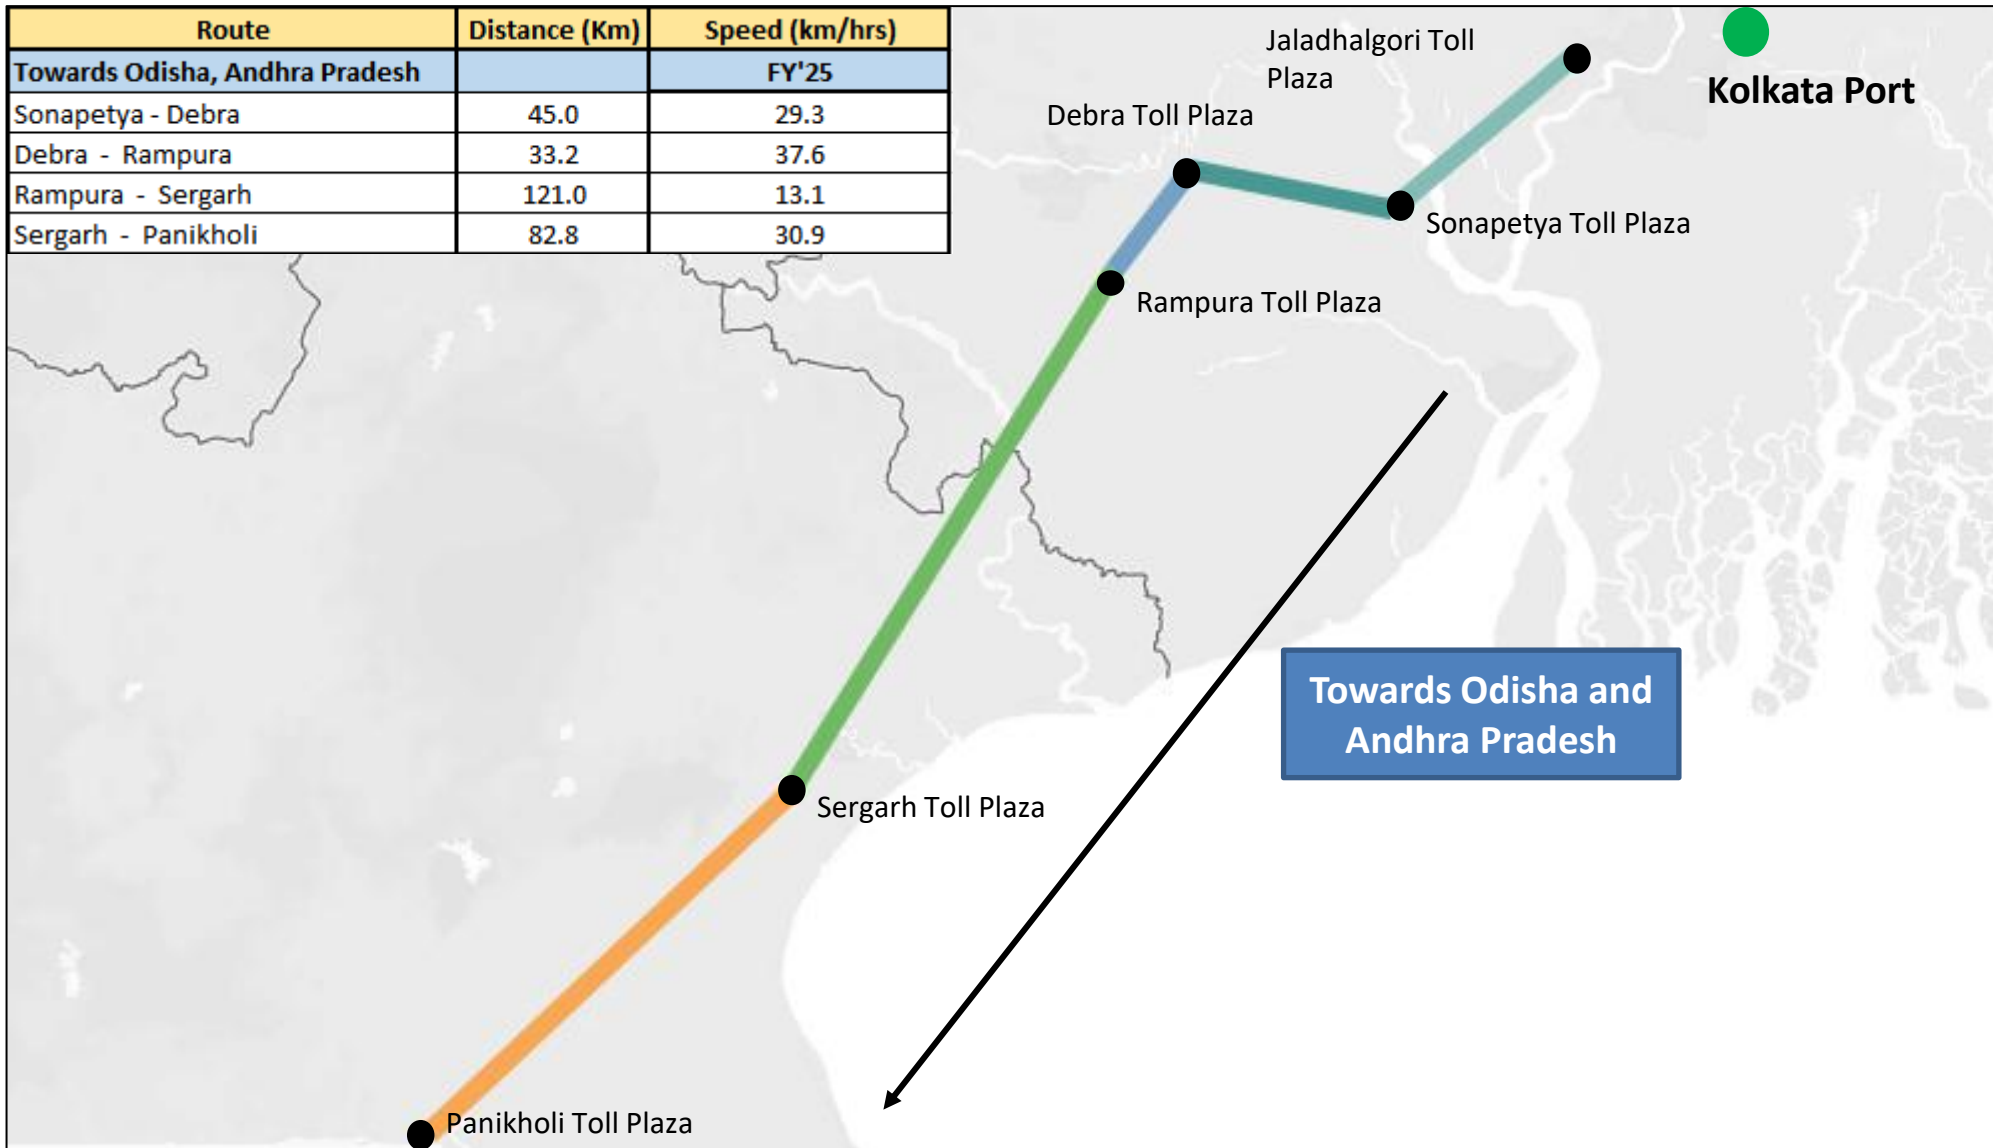 Route Distance (Km) Speed (km/hrs)
Towards Odisha, Andhra Pradesh FY'25
Sonapetya - Debra 45.0 29.3
Debra - Rampura 33.2 37.6
Rampura - Sergarh 121.0 13.1
Sergarh - Panikholi 82.8 30.9
Jaladhalgori Toll
Plaza
Kolkata Port
Debra Toll Plaza
Sonapetya Toll Plaza
Rampura Toll Plaza
Towards Odisha and
Andhra Pradesh
Sergarh Toll Plaza
Panikholi Toll Plaza